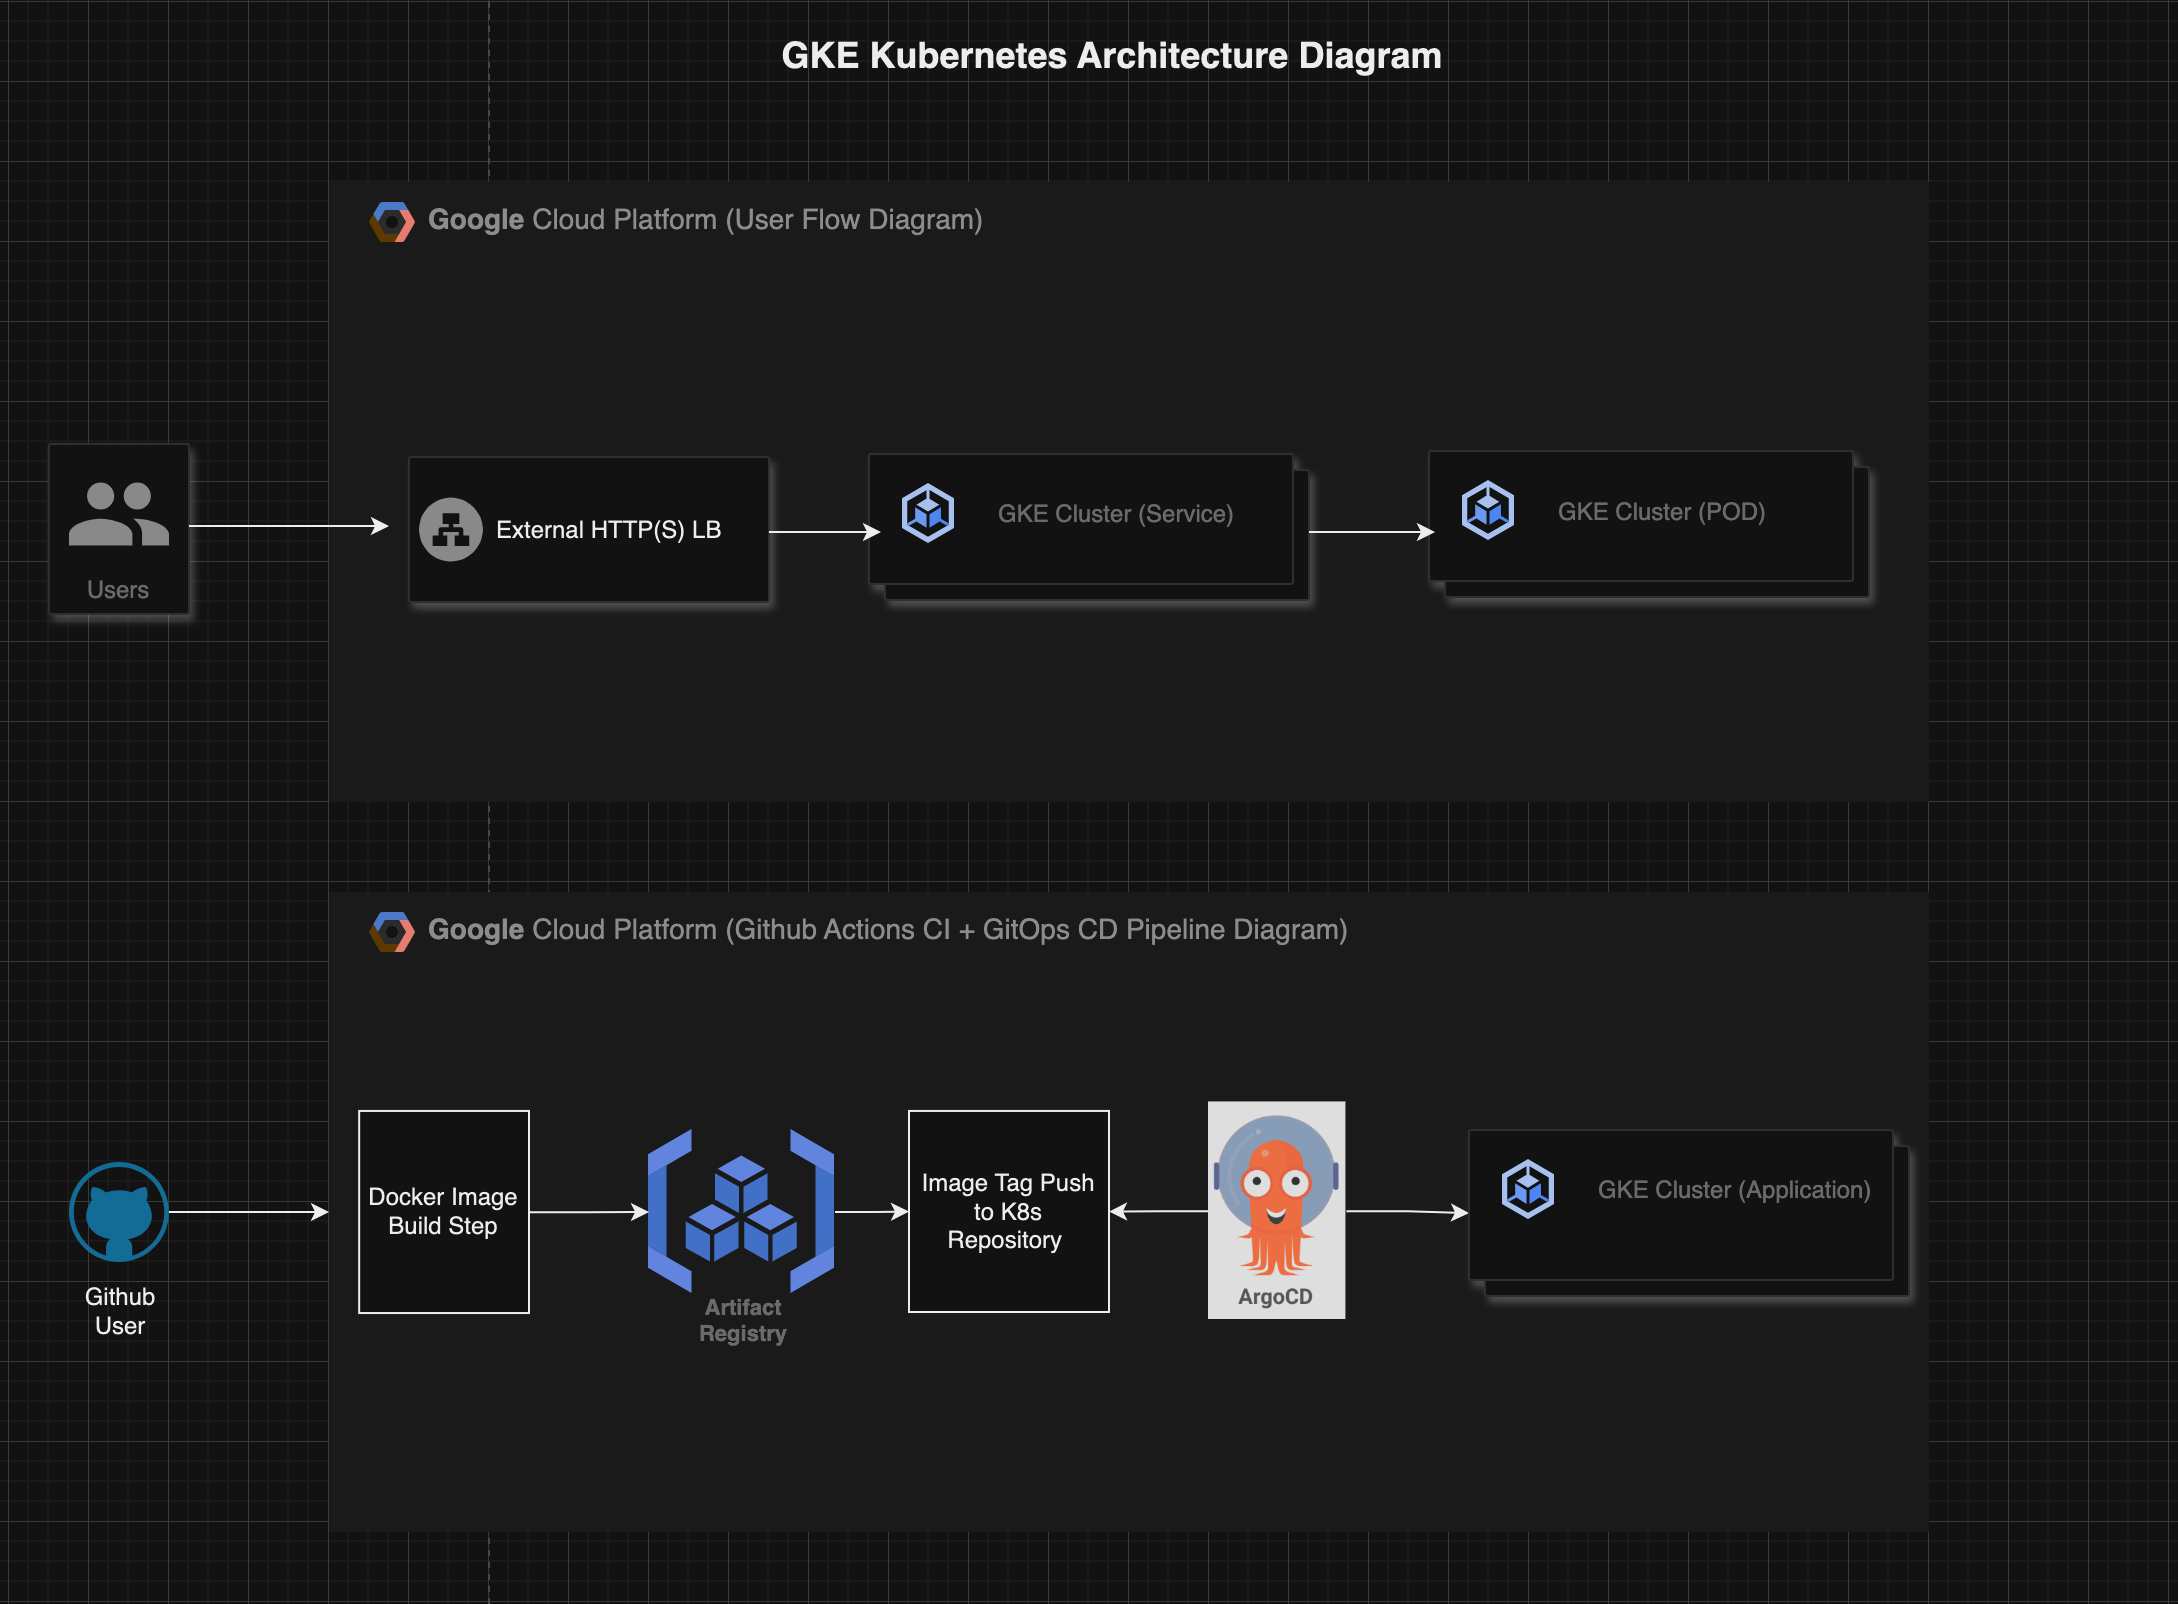 GKE Kubernetes Architecture Diagram
Google Cloud Platform (User Flow Diagram)
Users
External HTTP(S) LB
GKE Cluster (Service)
GKE Cluster (POD)
Google Cloud Platform (Github Actions CI + GitOps CD Pipeline Diagram)
Github
User
Docker Image
Build Step
Artifact
Registry
Image Tag Push
to K8s
Repository
ArgoCD
GKE Cluster (Application)